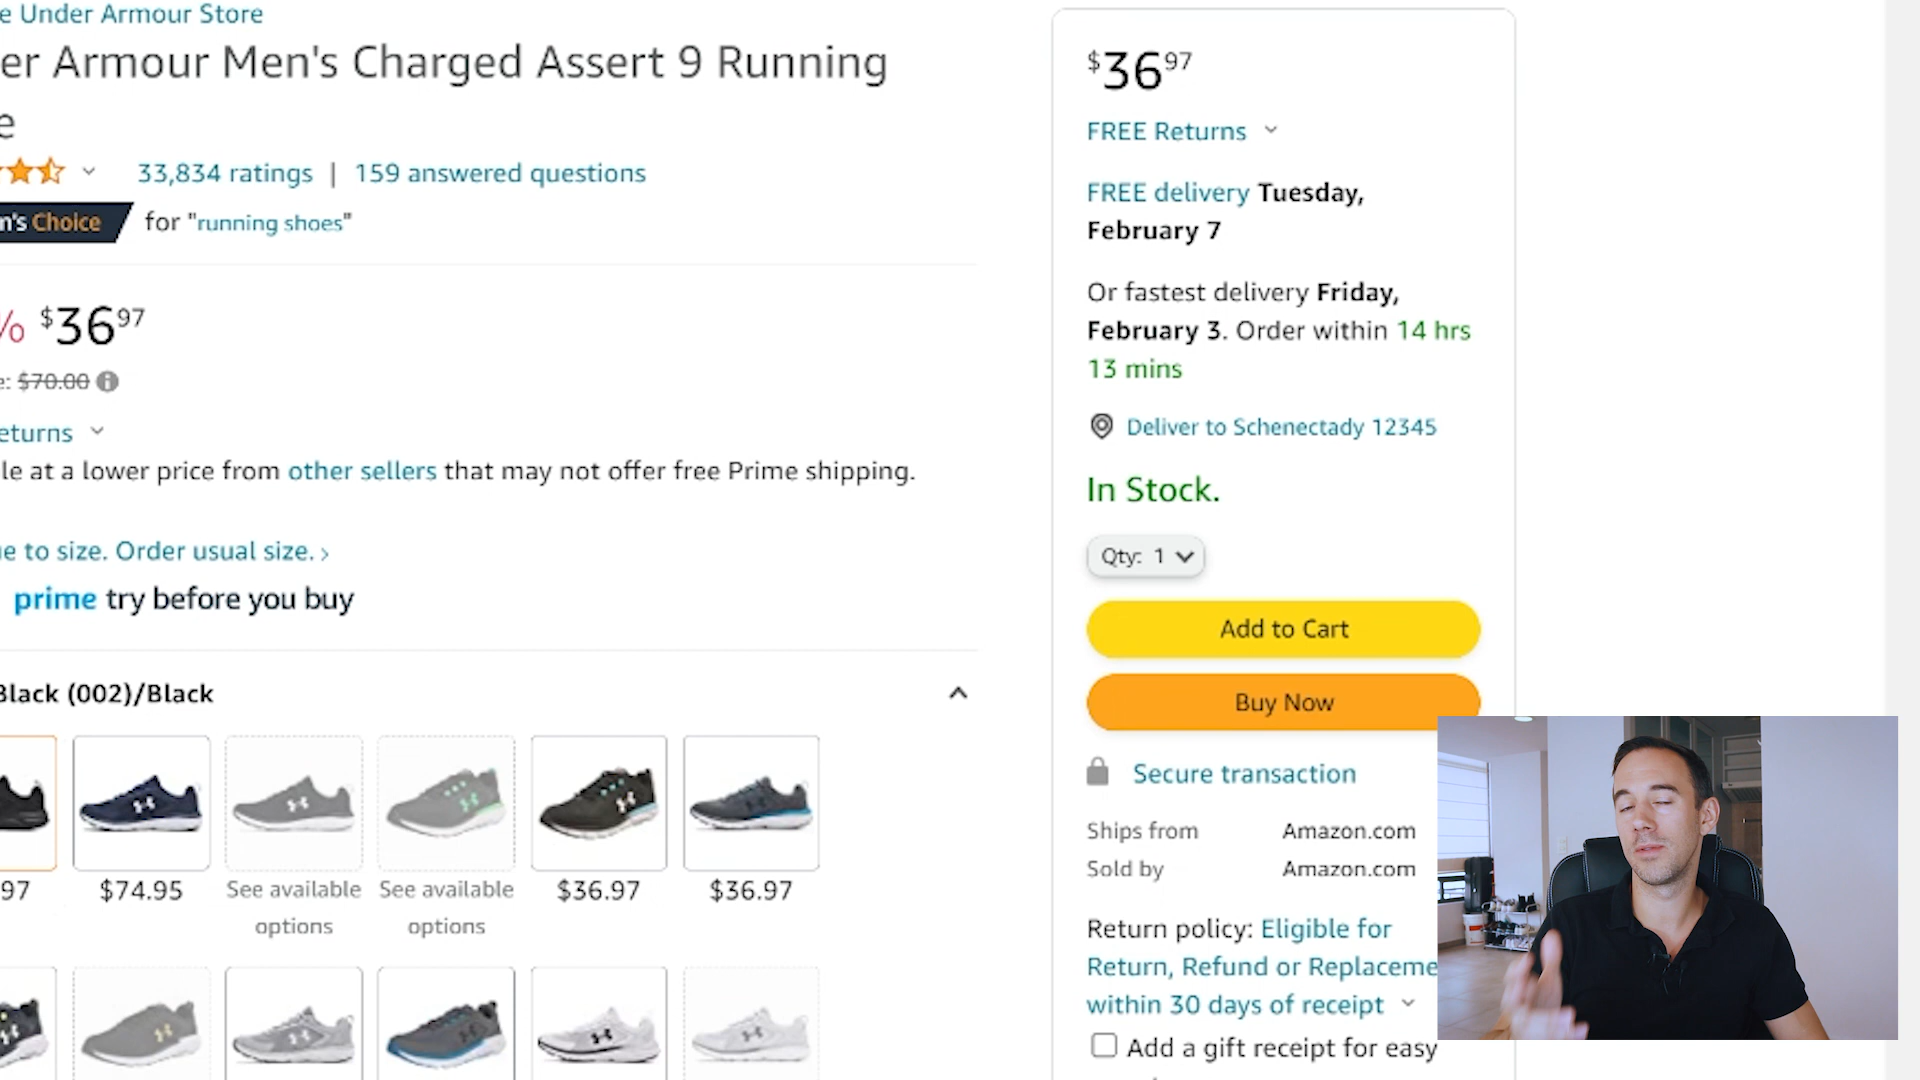 e Under Armour Store
er Armour Men's Charged Assert 9 Running
e
33,834 ratings | 159 answered questions
n's Choice for "running shoes"
% $36 97
e: $70.00
eturns
le at a lower price from other sellers that may not offer free Prime shipping.
ue to size. Order usual size. ›
prime try before you buy
Black (002)/Black
97
$74.95
See available
options
See available
options
$36.97
$36.97
$36 97
FREE Returns
FREE delivery Tuesday,
February 7
Or fastest delivery Friday,
February 3. Order within 14 hrs
13 mins
Deliver to Schenectady 12345
In Stock.
Qty: 1
Add to Cart
Buy Now
Secure transaction
Ships from Amazon.com
Sold by Amazon.com
Return policy: Eligible for
Return, Refund or Replaceme
within 30 days of receipt
Add a gift receipt for easy